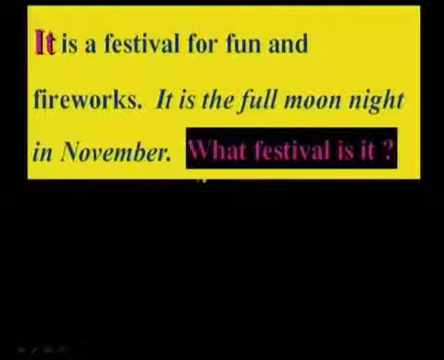 It is a festival for fun and
fireworks. It is the full moon night
in November. What festival is it ?